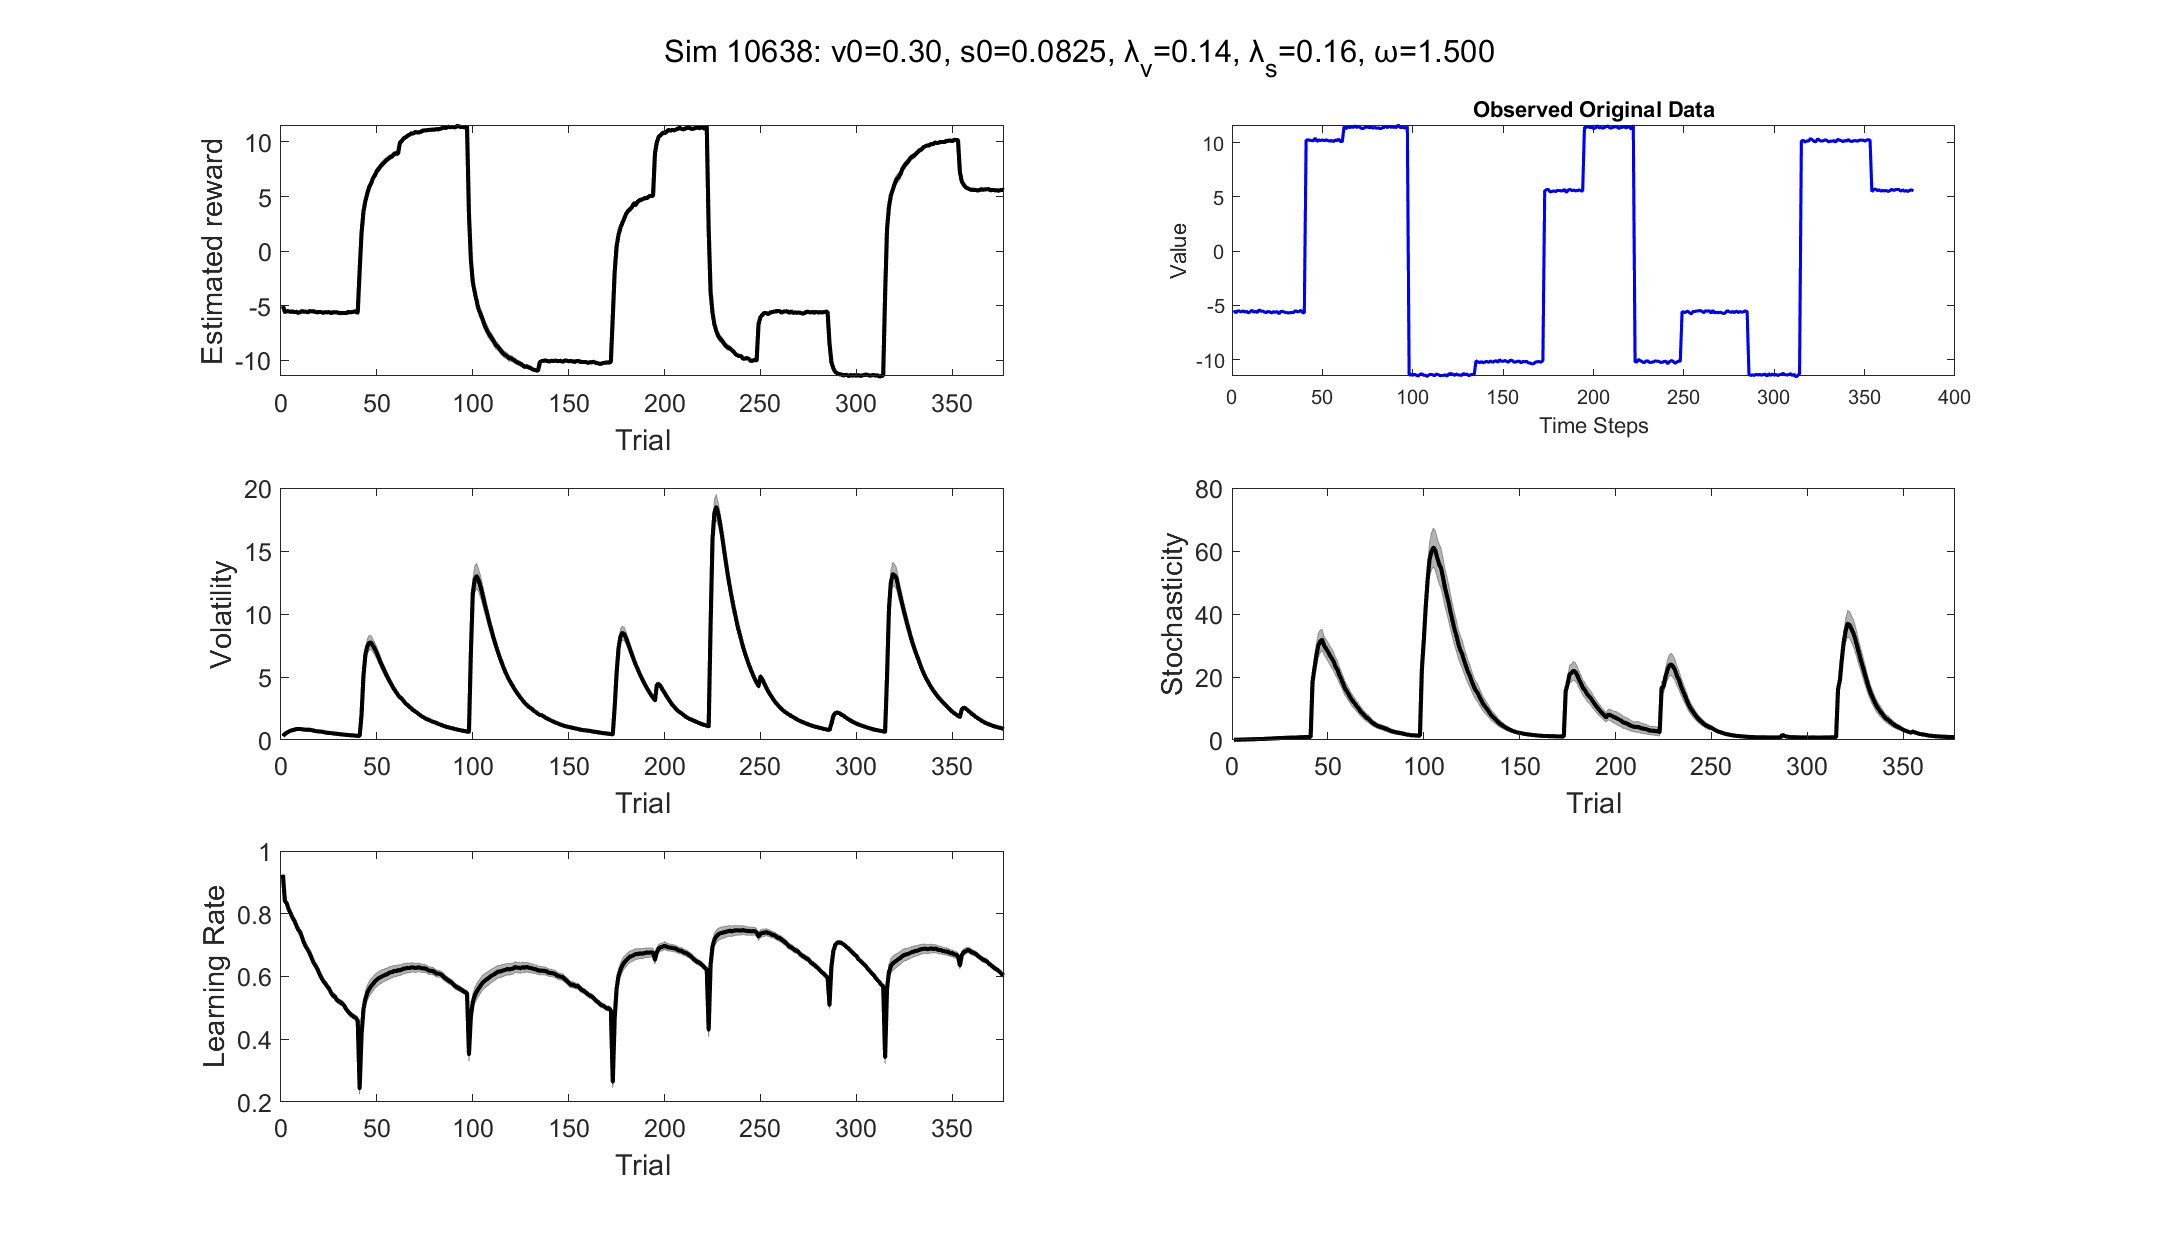 Sim 10638: v0=0.30, s0=0.0825, λ_v=0.14, λ_s=0.16, ω=1.500
Estimated reward
10
5
0
-5
-10
0 50 100 150 200 250 300 350
Trial
Observed Original Data
Value
10
5
0
-5
-10
0 50 100 150 200 250 300 350 400
Time Steps
Volatility
20
15
10
5
0
0 50 100 150 200 250 300 350
Trial
Stochasticity
80
60
40
20
0
0 50 100 150 200 250 300 350
Trial
Learning Rate
1
0.8
0.6
0.4
0.2
0 50 100 150 200 250 300 350
Trial